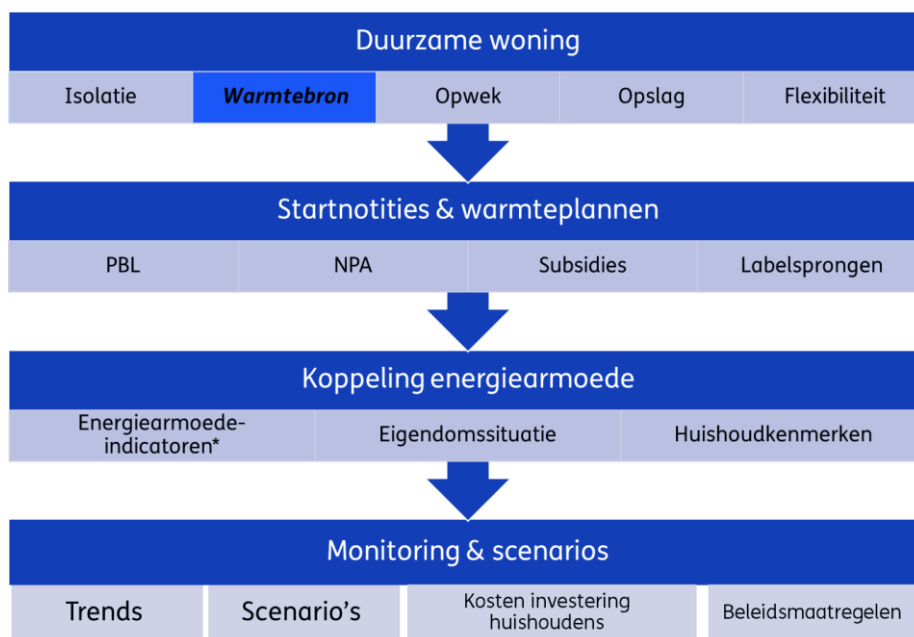 Duurzame woning
Isolatie Warmtebron Opwek Opslag Flexibiliteit
Startnotities & warmteplannen
PBL NPA Subsidies Labelsprongen
Koppeling energiearmoede
Energiearmoede-
indicatoren* Eigendomssituatie Huishoudkenmerken
Monitoring & scenarios
Trends Scenario’s Kosten investering
huishoudens Beleidsmaatregelen